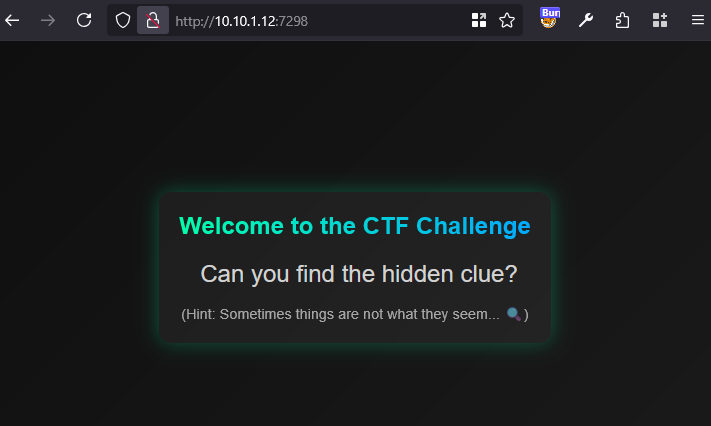 http://10.10.1.12:7298
Bur
Welcome to the CTF Challenge
Can you find the hidden clue?
(Hint: Sometimes things are not what they seem... 🔍)